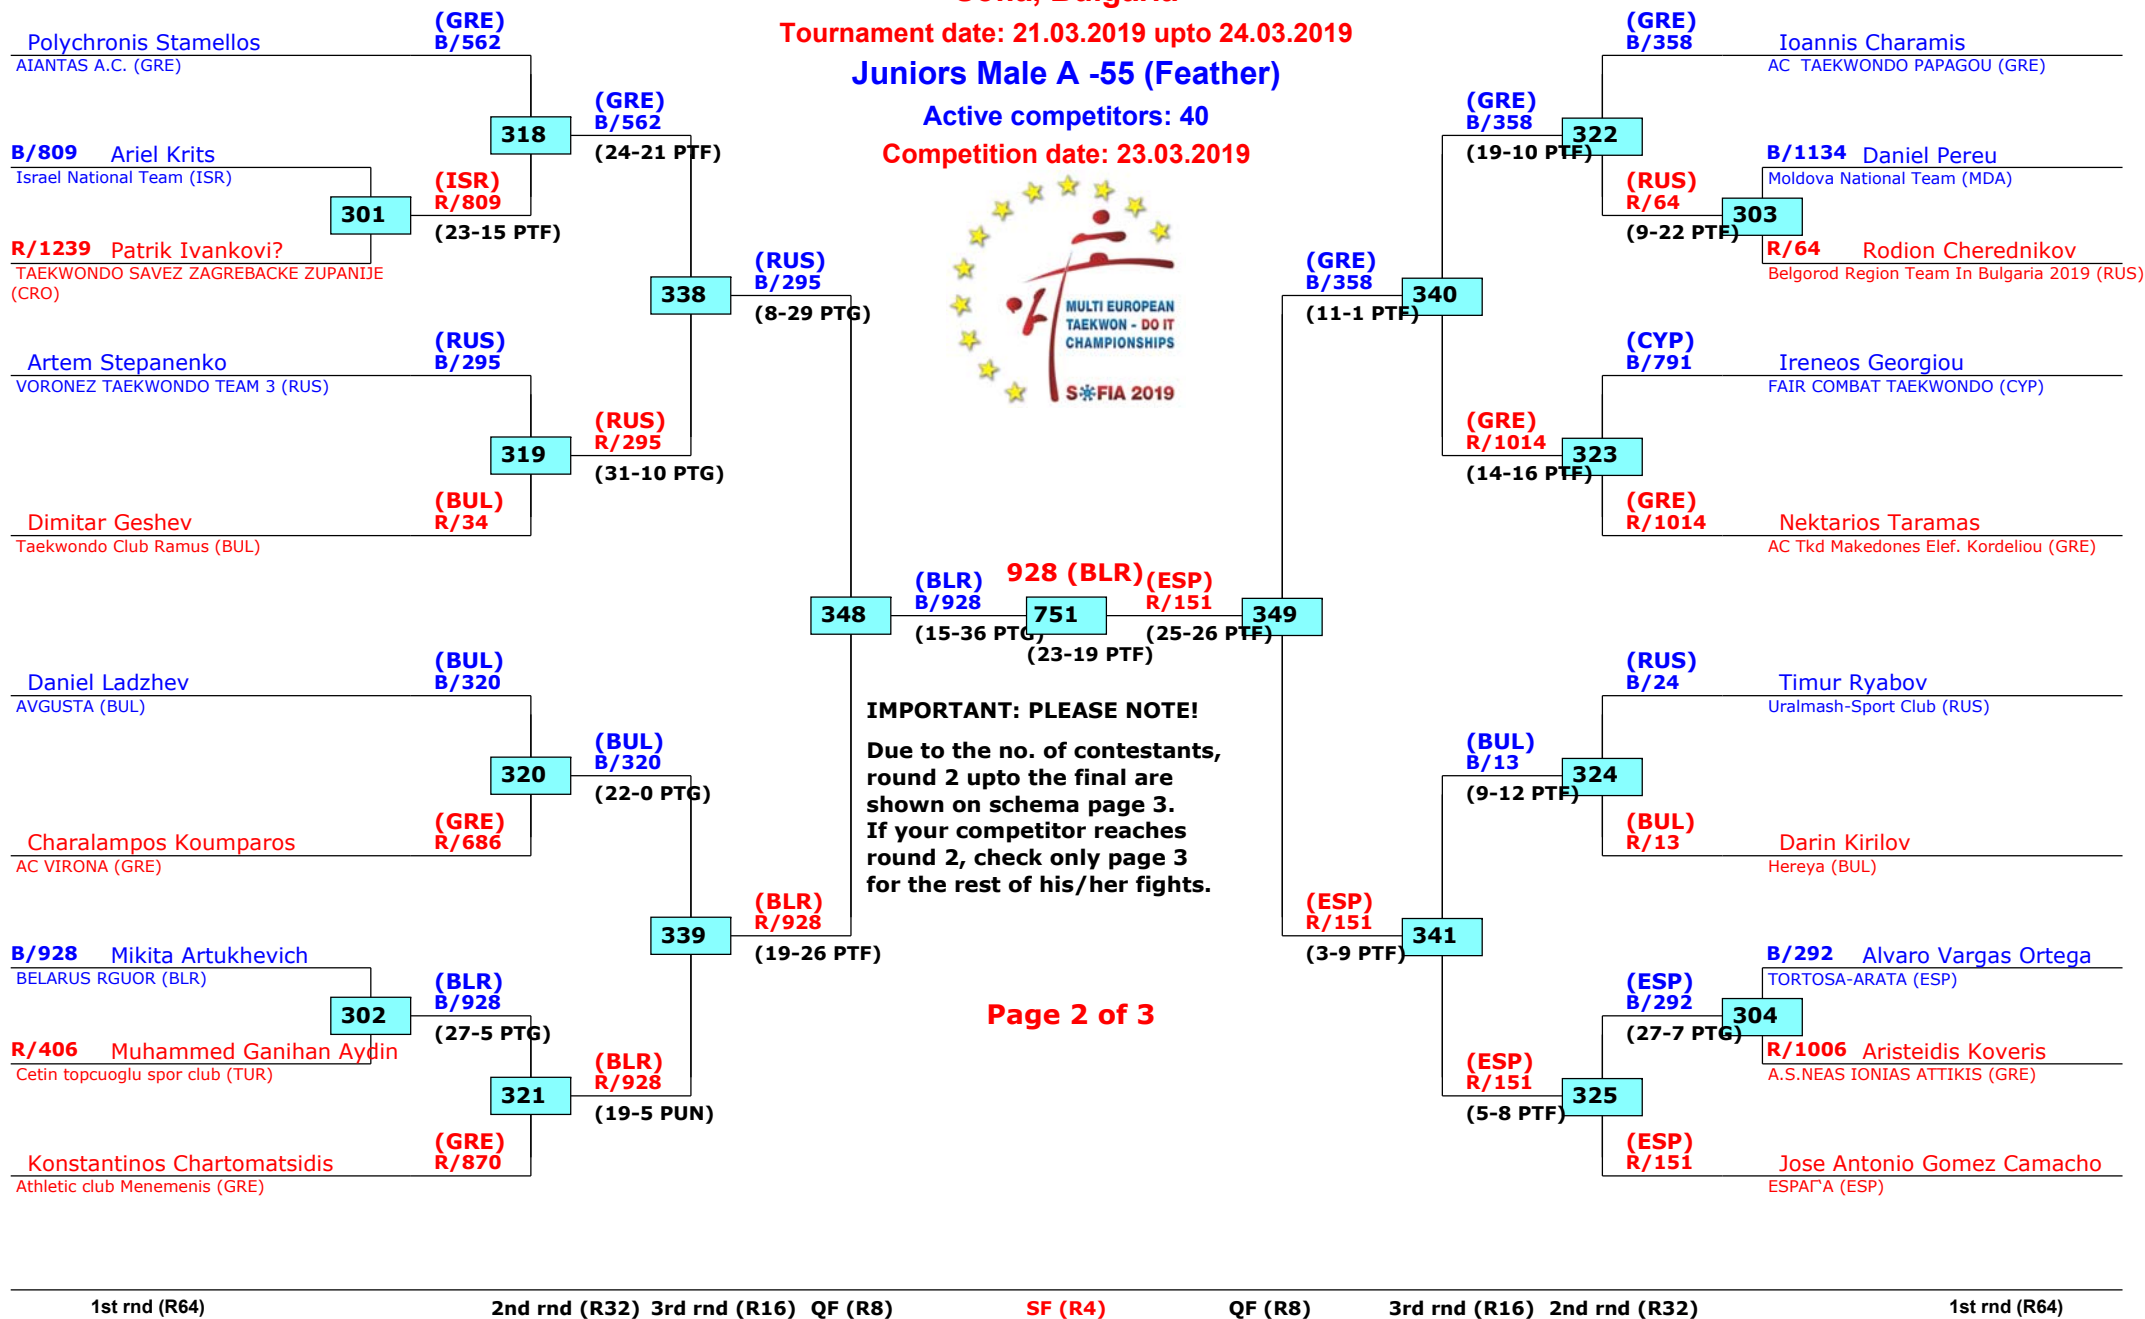 Sofia, Bulgaria
Tournament date: 21.03.2019 upto 24.03.2019
Juniors Male A -55 (Feather)
Active competitors: 40
Competition date: 23.03.2019
MULTI EUROPEAN
TAEKWON - DO IT
CHAMPIONSHIPS
S FIA 2019
Polychronis Stamellos
AIANTAS A.C. (GRE)
(GRE)
B/562
B/809 Ariel Krits
Israel National Team (ISR)
R/1239 Patrik Ivankovi?
TAEKWONDO SAVEZ ZAGREBACKE ZUPANIJE
(CRO)
301
(ISR)
R/809
(23-15 PTF)
318
(GRE)
B/562
(24-21 PTF)
Artem Stepanenko
VORONEZ TAEKWONDO TEAM 3 (RUS)
(RUS)
B/295
Dimitar Geshev
Taekwondo Club Ramus (BUL)
(BUL)
R/34
319
(RUS)
R/295
(31-10 PTG)
338
(RUS)
B/295
(8-29 PTG)
Daniel Ladzhev
AVGUSTA (BUL)
(BUL)
B/320
Charalampos Koumparos
AC VIRONA (GRE)
(GRE)
R/686
320
(BUL)
B/320
(22-0 PTG)
B/928 Mikita Artukhevich
BELARUS RGUOR (BLR)
R/406 Muhammed Ganihan Aydin
Cetin topcuoglu spor club (TUR)
302
(BLR)
B/928
(27-5 PTG)
Konstantinos Chartomatsidis
Athletic club Menemenis (GRE)
(GRE)
R/870
321
(BLR)
R/928
(19-5 PUN)
339
(BLR)
R/928
(19-26 PTF)
348
(BLR)
B/928
(15-36 PTG)
928 (BLR)
751
(23-19 PTF)
(ESP)
R/151
(25-26 PTF)
349
IMPORTANT: PLEASE NOTE!
Due to the no. of contestants,
round 2 upto the final are
shown on schema page 3.
If your competitor reaches
round 2, check only page 3
for the rest of his/her fights.
Page 2 of 3
(GRE)
B/358
Ioannis Charamis
AC TAEKWONDO PAPAGOU (GRE)
B/1134 Daniel Pereu
Moldova National Team (MDA)
R/64 Rodion Cherednikov
Belgorod Region Team In Bulgaria 2019 (RUS)
303
(RUS)
R/64
(9-22 PTF)
322
(GRE)
B/358
(19-10 PTF)
(CYP)
B/791
Ireneos Georgiou
FAIR COMBAT TAEKWONDO (CYP)
(GRE)
R/1014
Nektarios Taramas
AC Tkd Makedones Elef. Kordeliou (GRE)
323
(GRE)
R/1014
(14-16 PTF)
340
(GRE)
B/358
(11-1 PTF)
(RUS)
B/24
Timur Ryabov
Uralmash-Sport Club (RUS)
(BUL)
R/13
Darin Kirilov
Hereya (BUL)
324
(BUL)
B/13
(9-12 PTF)
B/292 Alvaro Vargas Ortega
TORTOSA-ARATA (ESP)
R/1006 Aristeidis Koveris
A.S.NEAS IONIAS ATTIKIS (GRE)
304
(ESP)
B/292
(27-7 PTG)
(ESP)
R/151
Jose Antonio Gomez Camacho
ESPAГ'A (ESP)
325
(ESP)
R/151
(5-8 PTF)
341
(ESP)
R/151
(3-9 PTF)
1st rnd (R64) 2nd rnd (R32) 3rd rnd (R16) QF (R8) SF (R4) QF (R8) 3rd rnd (R16) 2nd rnd (R32) 1st rnd (R64)